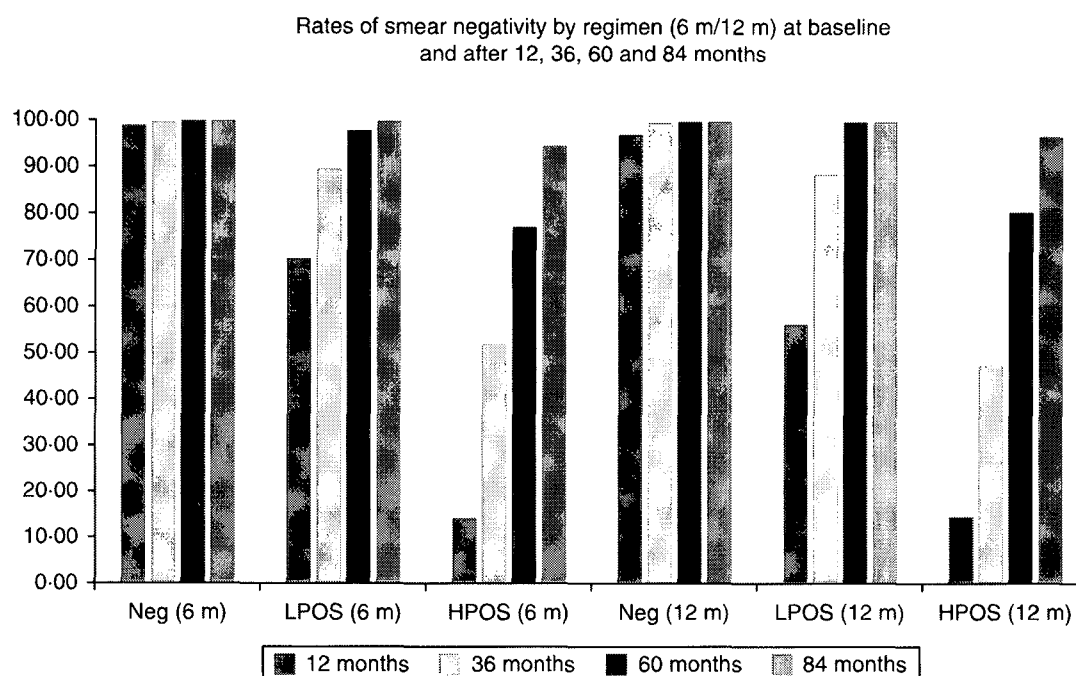 Rates of smear negativity by regimen (6 m/12 m) at baseline
and after 12, 36, 60 and 84 months
100·00
90·00
80·00
70·00
60·00
50·00
40·00
30·00
20·00
10·00
0·00
Neg (6 m) LPOS (6 m) HPOS (6 m) Neg (12 m) LPOS (12 m) HPOS (12 m)
12 months 36 months 60 months 84 months